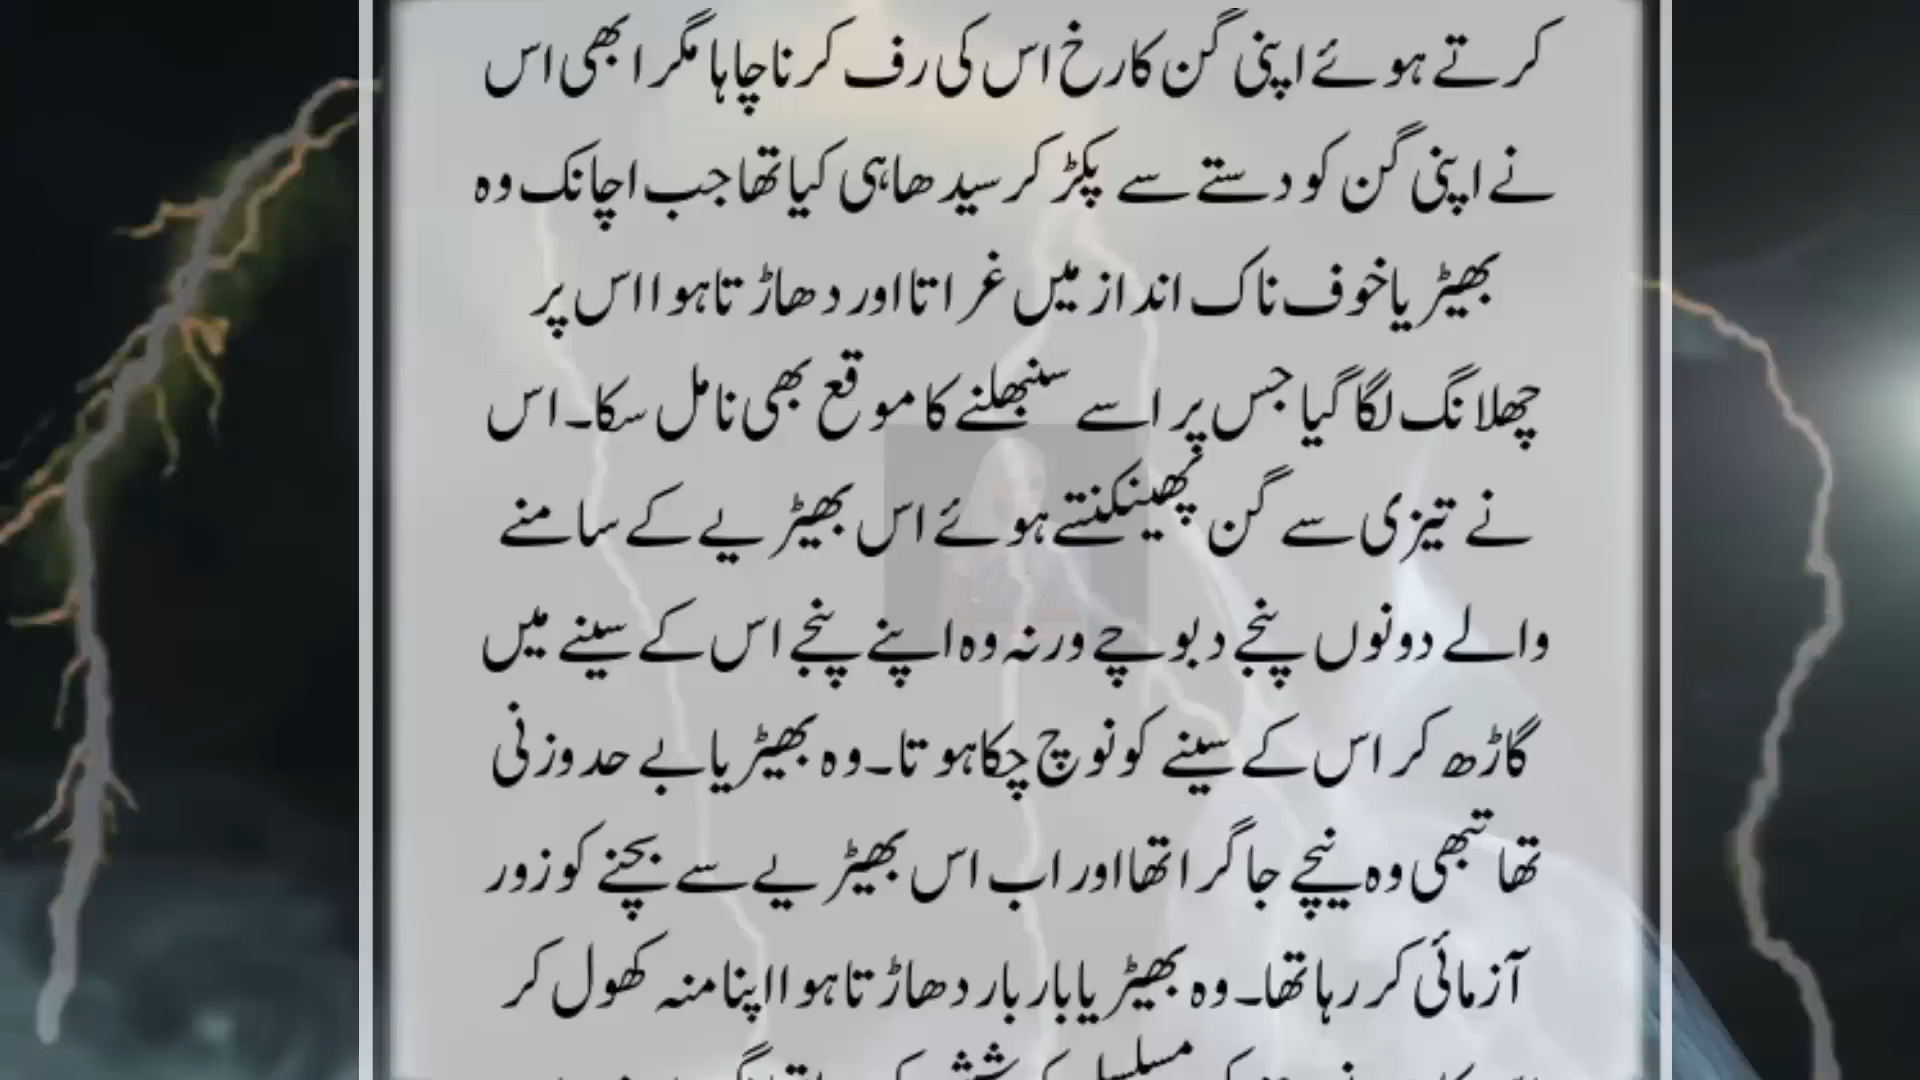 کرتے ہوئے اپنی گن کا رخ اس کی رف کرنا چاہا مگر ابھی اس
نے اپنی گن کو دستے سے پکڑ کر سیدھا ہی کیا تھا جب اچانک وہ
بھیڑیا خوف ناک انداز میں غراتا اور دھاڑتا ہوا اس پر
چھلانگ لگا گیا جس پر اسے سنبھلنے کا موقع بھی نا مل سکا۔ اس
نے تیزی سے گن پھینکنتے ہوئے اس بھیڑیے کے سامنے
والے دونوں پنجے دبوچے ورنہ وہ اپنے پنجے اس کے سینے میں
گاڑھ کر اس کے سینے کو نوچ چکا ہوتا۔ وہ بھیڑیا بے حد وزنی
تھا تبھی وہ نیچے جا گرا تھا اور اب اس بھیڑیے سے بچنے کو زور
آزمائی کر رہا تھا۔ وہ بھیڑیا بار بار دھاڑتا ہوا اپنا منہ کھول کر
مسلسل